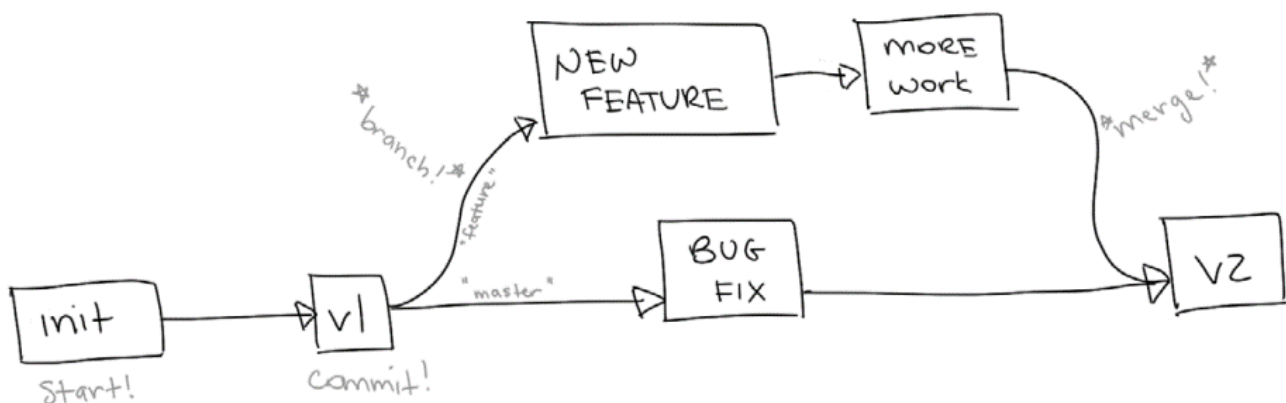 NEW
FEATURE
MORE
work
*branch!*
*merge!*
"feature"
"master"
BUG
FIX
V2
init
v1
Start!
Commit!